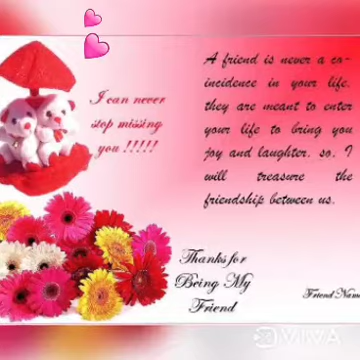 I can never
stop missing
you !!!!!
A friend is never a co-
incidence in your life,
they are meant to enter
your life to bring you
joy and laughter. so, I
will treasure the
friendship between us.
Thanks for
Being My
Friend
Friend Name
VIVA